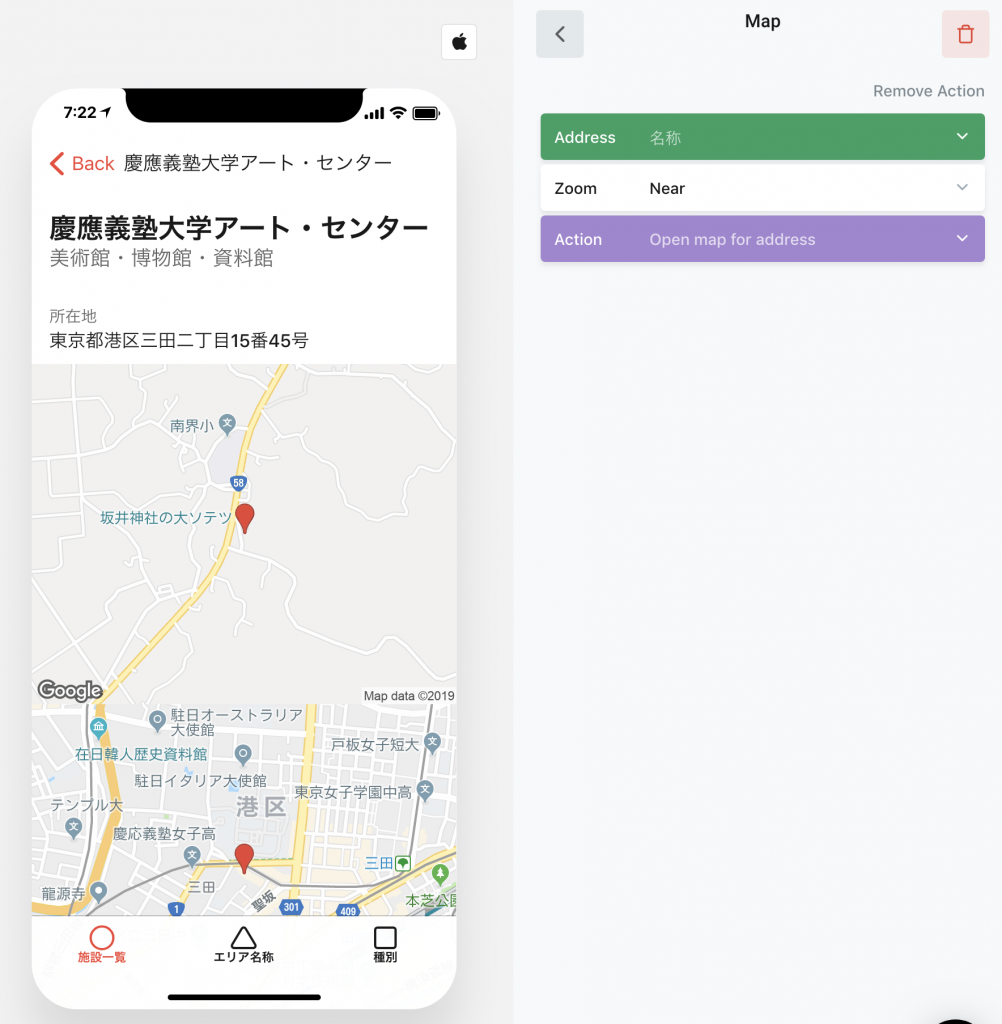 Map
7:22
Remove Action
Back 慶應義塾大学アート・センター
Address 名称
Zoom Near
Action Open map for address
慶應義塾大学アート・センター
美術館・博物館・資料館
所在地
東京都港区三田二丁目15番45号
南界小
文
58
坂井神社の大ソテツ
Google
Map data ©2019
駐日オーストラリア
大使館
在日韓人歴史資料館
戸板女子短大
文
駐日イタリア大使館
東京女子学園中高
文
港区
テンプル大
文
慶応義塾女子高
文
三田
三田
龍源寺
聖坂
本芝公園
1
301
409
施設一覧
エリア名称
種別